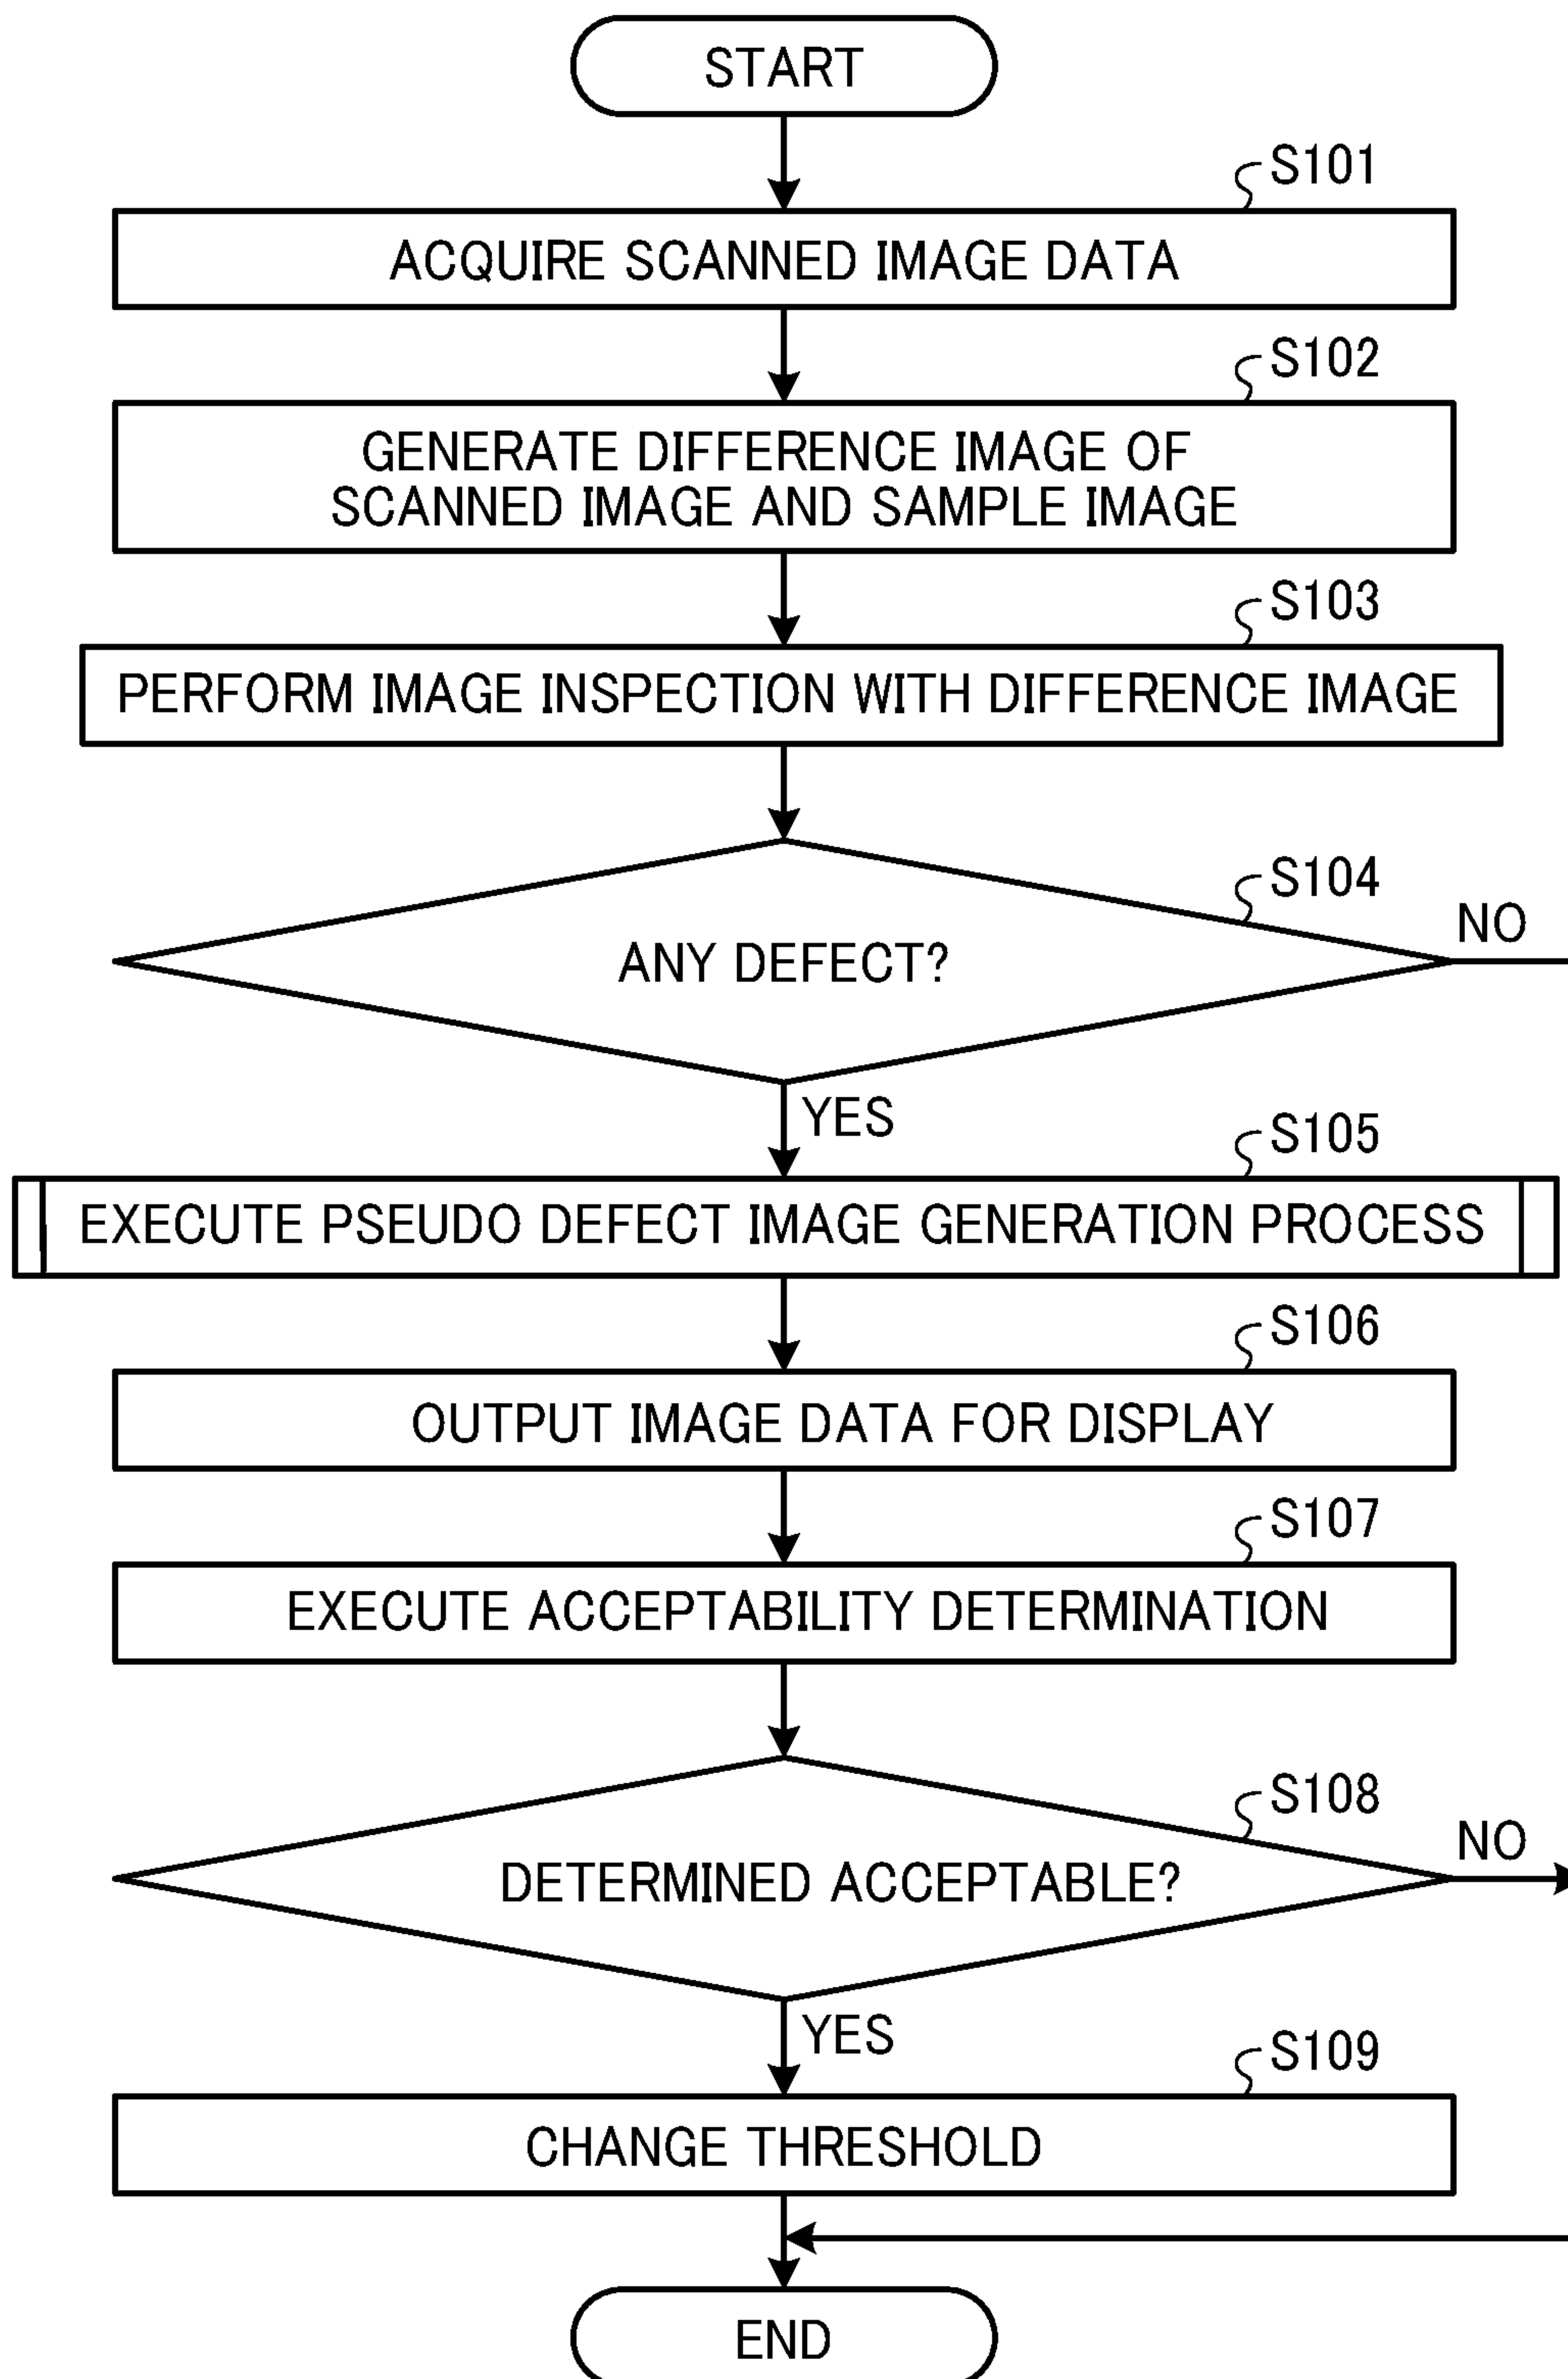 START
S101
ACQUIRE SCANNED IMAGE DATA
S102
GENERATE DIFFERENCE IMAGE OF
SCANNED IMAGE AND SAMPLE IMAGE
S103
PERFORM IMAGE INSPECTION WITH DIFFERENCE IMAGE
S104
NO
ANY DEFECT?
YES
S105
EXECUTE PSEUDO DEFECT IMAGE GENERATION PROCESS
S106
OUTPUT IMAGE DATA FOR DISPLAY
S107
EXECUTE ACCEPTABILITY DETERMINATION
S108
NO
DETERMINED ACCEPTABLE?
YES
S109
CHANGE THRESHOLD
END